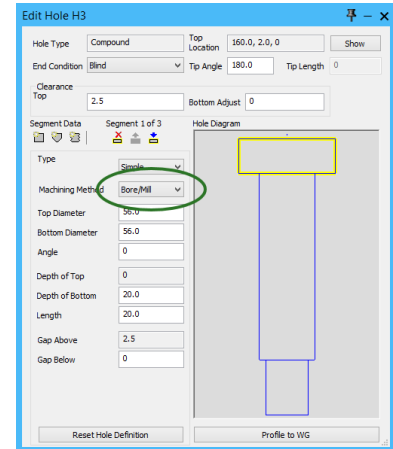 Edit Hole H3
Hole Type Compound Top Location 160.0, 2.0, 0 Show
End Condition Blind Tip Angle 180.0 Tip Length 0
Clearance
Top 2.5 Bottom Adjust 0
Segment Data Segment 1 of 3 Hole Diagram
Type Simple
Machining Method Bore/Mill
Top Diameter 56.0
Bottom Diameter 56.0
Angle 0
Depth of Top 0
Depth of Bottom 20.0
Length 20.0
Gap Above 2.5
Gap Below 0
Reset Hole Definition Profile to WG